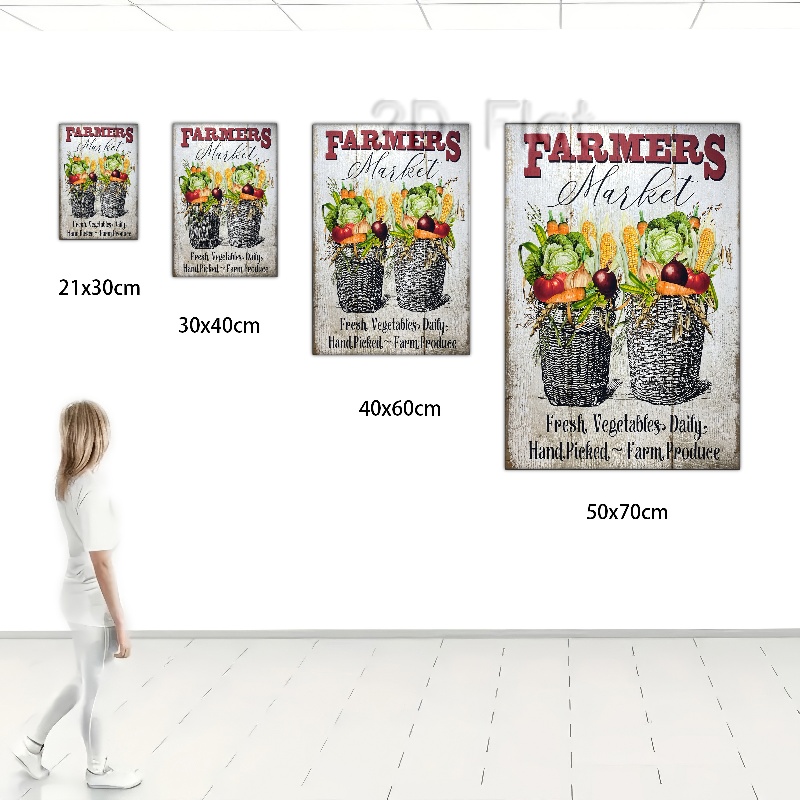 2D Flat
FARMERS
Market
Fresh Vegetables Daily
Hand Picked ~ Farm Produce
21x30cm
FARMERS
Market
Fresh Vegetables Daily
Hand Picked ~ Farm Produce
30x40cm
FARMERS
Market
Fresh Vegetables Daily
Hand Picked ~ Farm Produce
40x60cm
FARMERS
Market
Fresh Vegetables Daily
Hand Picked ~ Farm Produce
50x70cm